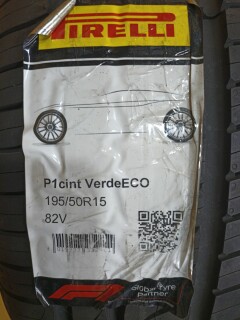 PIRELLI
P1cint VerdeECO
195/50R15
82V
global tyre
partner